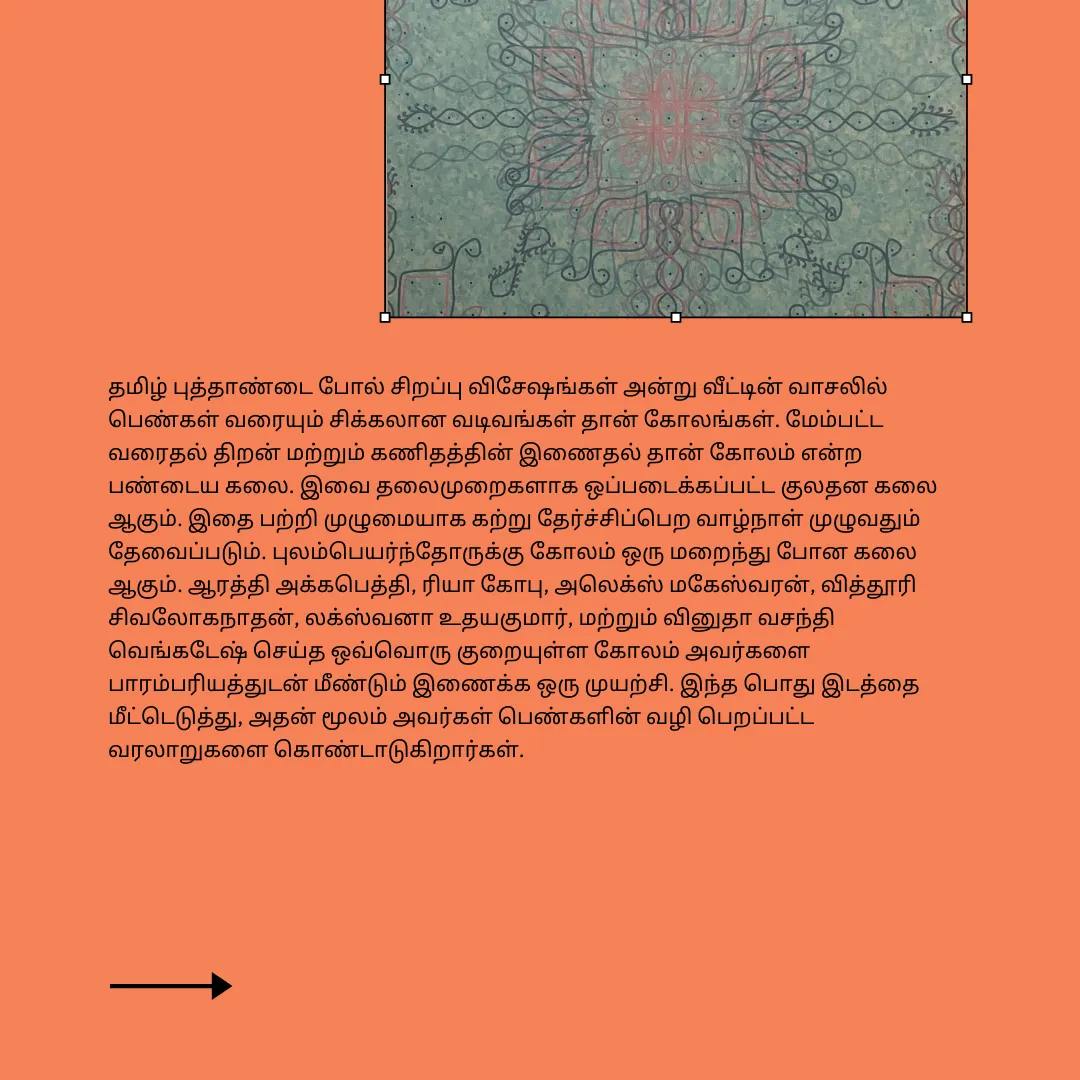 தமிழ் புத்தாண்டை போல் சிறப்பு விசேஷங்கள் அன்று வீட்டின் வாசலில்
பெண்கள் வரையும் சிக்கலான வடிவங்கள் தான் கோலங்கள். மேம்பட்ட
வரைதல் திறன் மற்றும் கணிதத்தின் இணைதல் தான் கோலம் என்ற
பண்டைய கலை. இவை தலைமுறைகளாக ஒப்படைக்கப்பட்ட குலதன கலை
ஆகும். இதை பற்றி முழுமையாக கற்று தேர்ச்சிப்பெற வாழ்நாள் முழுவதும்
தேவைப்படும். புலம்பெயர்ந்தோருக்கு கோலம் ஒரு மறைந்து போன கலை
ஆகும். ஆரத்தி அக்கபெத்தி, ரியா கோபு, அலெக்ஸ் மகேஸ்வரன், வித்தூரி
சிவலோகநாதன், லக்ஸ்வனா உதயகுமார், மற்றும் வினுதா வசந்தி
வெங்கடேஷ் செய்த ஒவ்வொரு குறையுள்ள கோலம் அவர்களை
பாரம்பரியத்துடன் மீண்டும் இணைக்க ஒரு முயற்சி. இந்த பொது இடத்தை
மீட்டெடுத்து, அதன் மூலம் அவர்கள் பெண்களின் வழி பெறப்பட்ட
வரலாறுகளை கொண்டாடுகிறார்கள்.